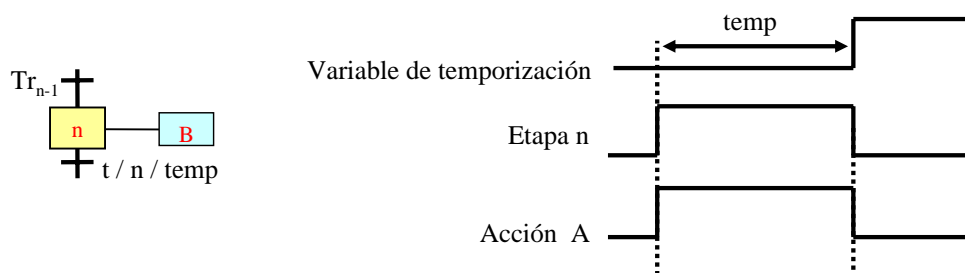 Tr n-1
n
B
t / n / temp
temp
Variable de temporización
Etapa n
Acción A